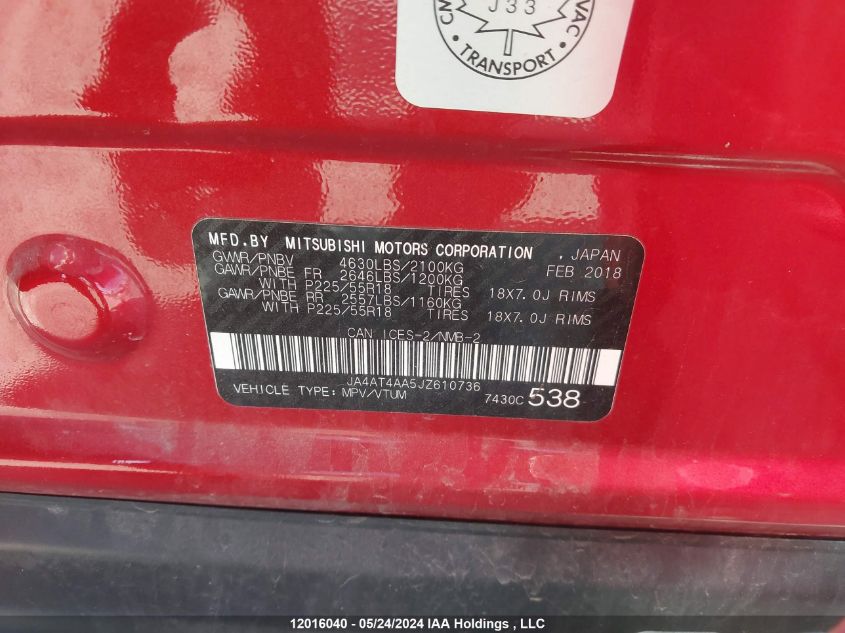 J33
CM VAC
• TRANSPORT •
MFD.BY MITSUBISHI MOTORS CORPORATION , JAPAN
GVWR/PNBV 4630LBS/2100KG FEB 2018
GAWR/PNBE FR 2646LBS/1200KG
WITH P225/55R18 TIRES 18X7.0J RIMS
GAWR/PNBE RR 2557LBS/1160KG
WITH P225/55R18 TIRES 18X7.0J RIMS
CAN ICES-2/NMB-2
JA4AT4AA5JZ610736
VEHICLE TYPE: MPV/VTUM 7430C 538
12016040 - 05/24/2024 IAA Holdings , LLC